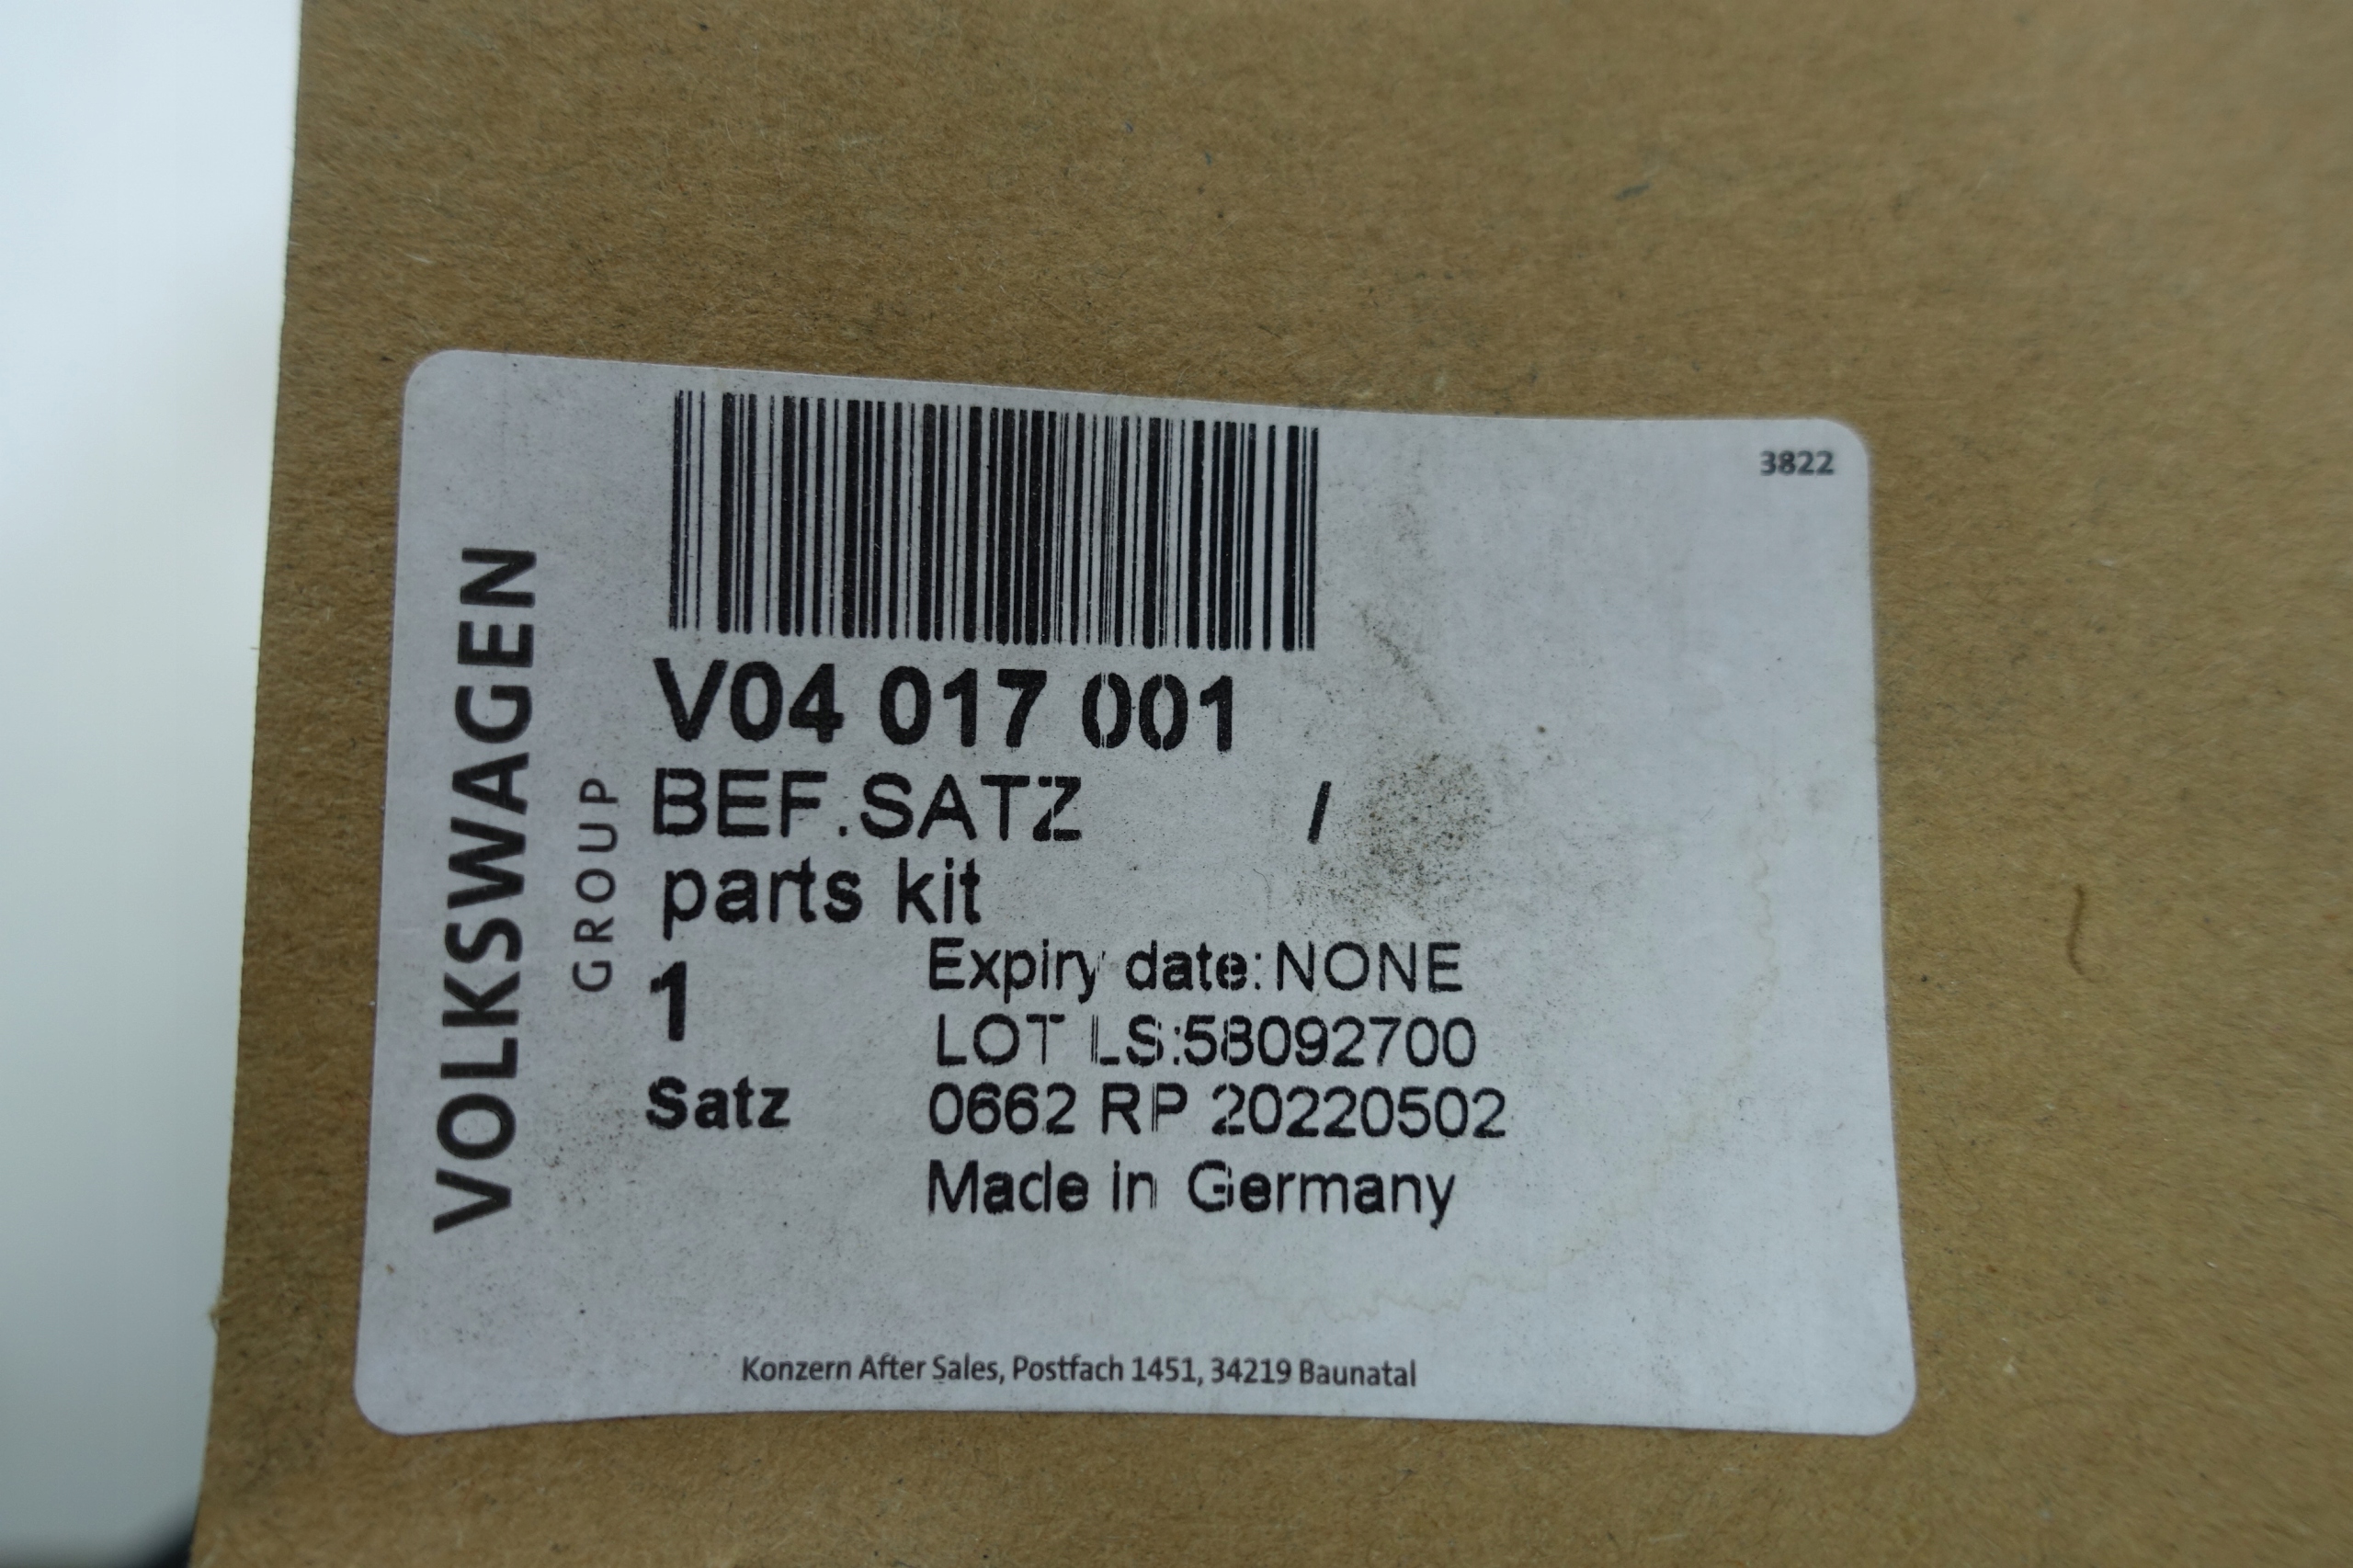 3822
VOLKSWAGEN
GROUP
V04 017 001
BEF.SATZ /
parts kit
1
Satz
Expiry date:NONE
LOT LS:58092700
0662 RP 20220502
Made in Germany
Konzern After Sales, Postfach 1451, 34219 Baunatal